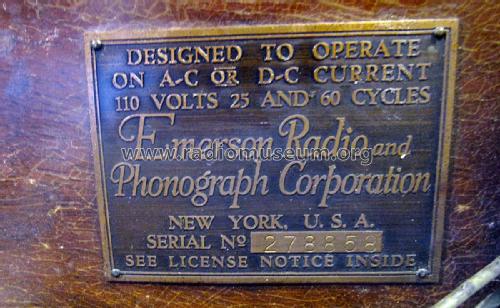 DESIGNED TO OPERATE
ON A-C OR D-C CURRENT
110 VOLTS 25 AND 60 CYCLES
Emerson Radio and
www.radiomuseum.org
Phonograph Corporation
NEW YORK, U.S.A.
SERIAL Nº 278858
SEE LICENSE NOTICE INSIDE